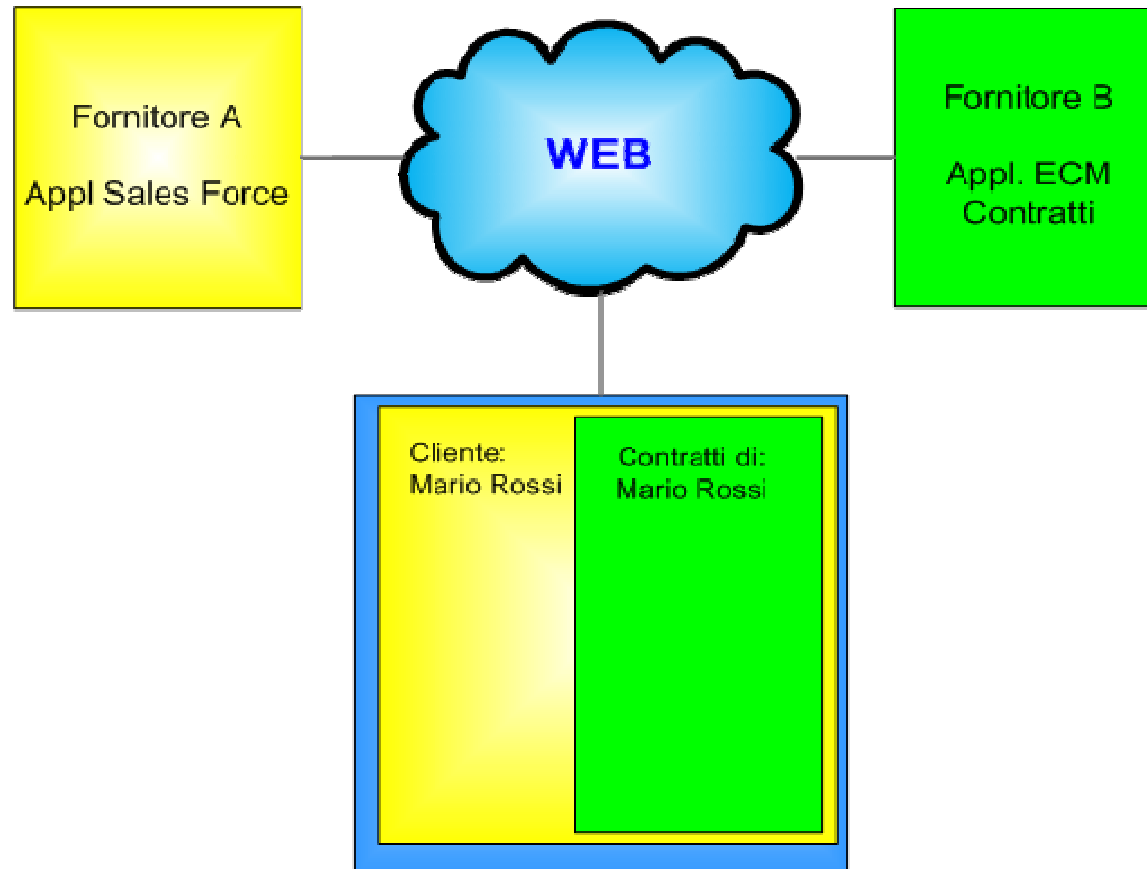 Fornitore A
Appl Sales Force
WEB
Fornitore B
Appl. ECM
Contratti
Cliente:
Mario Rossi
Contratti di:
Mario Rossi